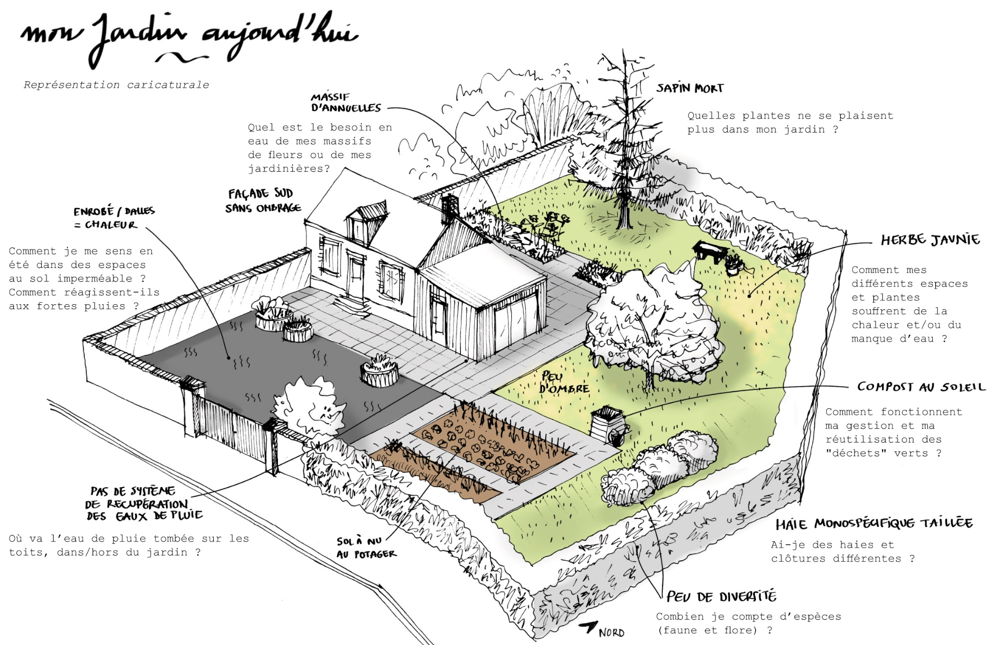 mon Jardin aujourd'hui
Représentation caricaturale
MASSIF
D'ANNUELLES
Quel est le besoin en
eau de mes massifs
de fleurs ou de mes
jardinières?
SAPIN MORT
Quelles plantes ne se plaisent
plus dans mon jardin ?
FAÇADE SUD
SANS OMBRAGE
ENROBÉ / DALLES
= CHALEUR
Comment je me sens en
été dans des espaces
au sol imperméable ?
Comment réagissent-ils
aux fortes pluies ?
HERBE JAUNIE
Comment mes
différents espaces
et plantes
souffrent de la
chaleur et/ou du
manque d'eau ?
PEU
D'OMBRE
COMPOST AU SOLEIL
Comment fonctionnent
ma gestion et ma
réutilisation des
"déchets" verts ?
PAS DE SYSTÈME
DE RECUPÉRATION
DES EAUX DE PLUIE
Où va l'eau de pluie tombée sur les
toits, dans/hors du jardin ?
SOL À NU
AU POTAGER
HAIE MONOSPÉCIFIQUE TAILLÉE
Ai-je des haies et
clôtures différentes ?
PEU DE DIVERSITÉ
Combien je compte d'espèces
(faune et flore) ?
NORD